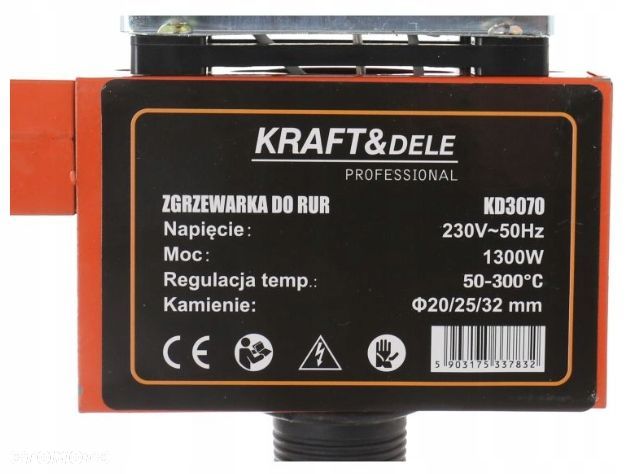 KRAFT&DELE
PROFESSIONAL
ZGRZEWARKA DO RUR KD3070
Napięcie: 230V~50Hz
Moc: 1300W
Regulacja temp.: 50-300°C
Kamienie: Φ20/25/32 mm
CE
5 903175 337832